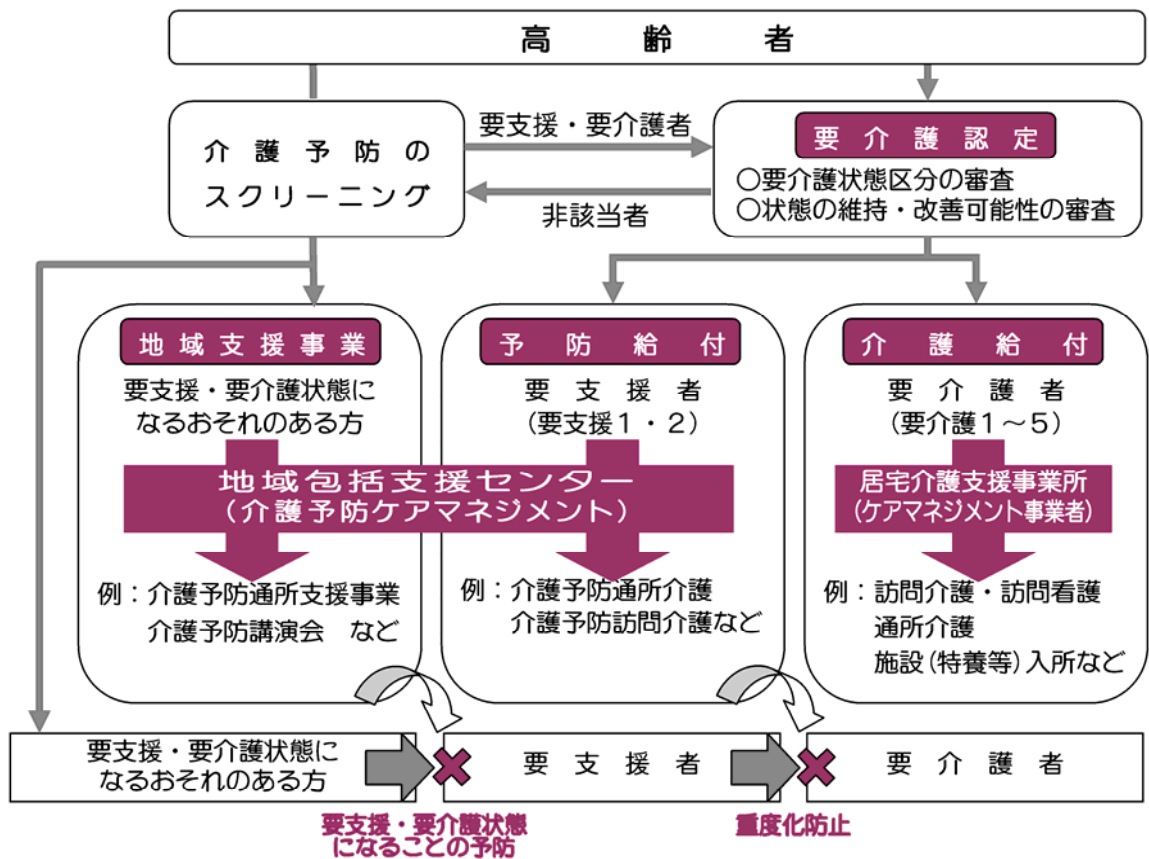 高齢者
介護予防の
スクリーニング
要支援・要介護者
非該当者
要介護認定
○要介護状態区分の審査
○状態の維持・改善可能性の審査
地域支援事業
要支援・要介護状態に
なるおそれのある方
予防給付
要支援者
(要支援1・2)
介護給付
要介護者
(要介護1~5)
地域包括支援センター
(介護予防ケアマネジメント)
居宅介護支援事業所
(ケアマネジメント事業者)
例:介護予防通所支援事業
介護予防講演会 など
例:介護予防通所介護
介護予防訪問介護など
例:訪問介護・訪問看護
通所介護
施設(特養等)入所など
要支援・要介護状態に
なるおそれのある方
要支援者
要介護者
要支援・要介護状態
になることの予防
重度化防止